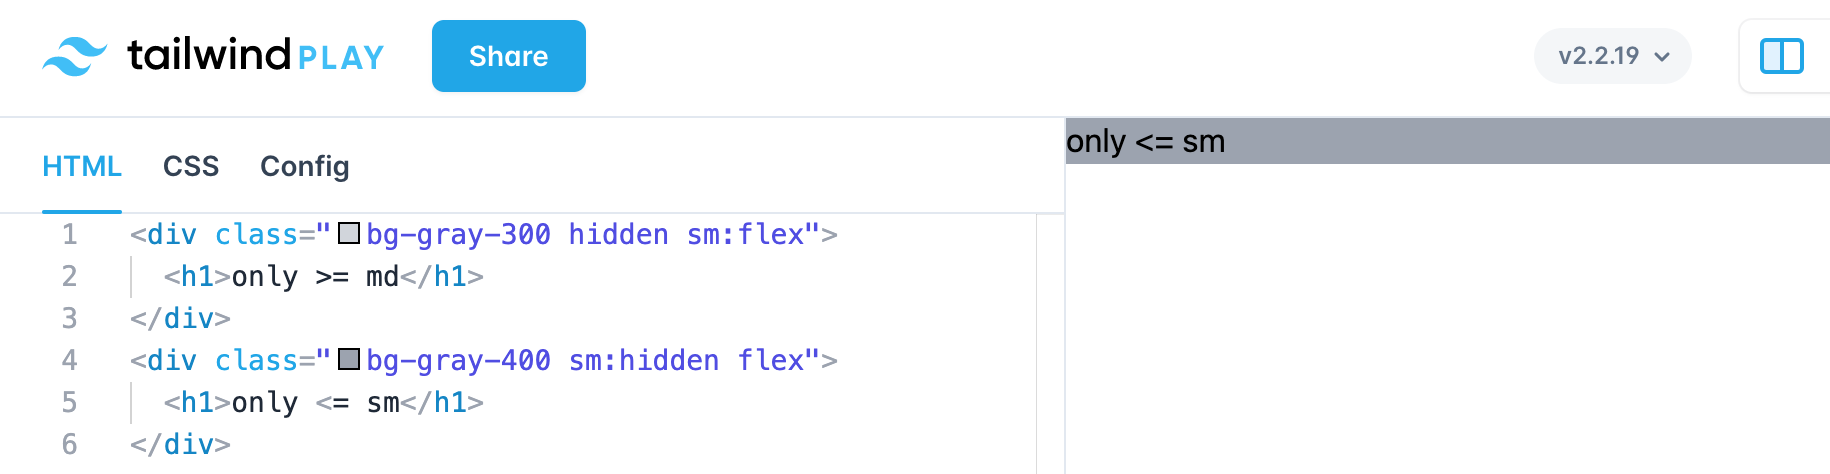 tailwind PLAY
Share
v2.2.19
HTML CSS Config
1 <div class="bg-gray-300 hidden sm:flex">
2 <h1>only >= md</h1>
3 </div>
4 <div class="bg-gray-400 sm:hidden flex">
5 <h1>only <= sm</h1>
6 </div>
only <= sm